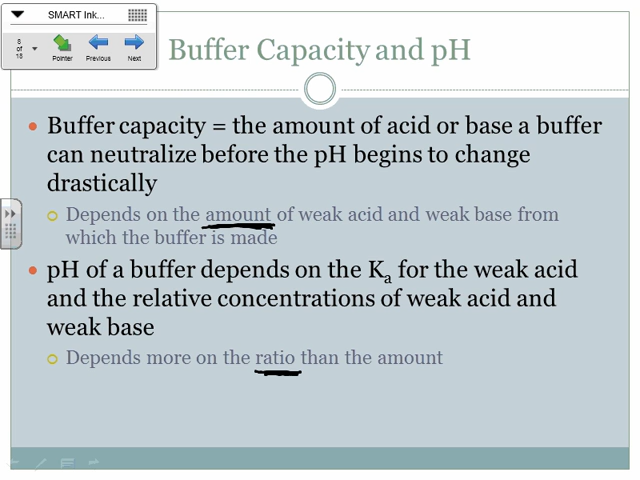 SMART Ink...
8
of
18
Pointer
Previous
Next
Buffer Capacity and pH
Buffer capacity = the amount of acid or base a buffer
can neutralize before the pH begins to change
drastically
Depends on the amount of weak acid and weak base from
which the buffer is made
pH of a buffer depends on the Ka for the weak acid
and the relative concentrations of weak acid and
weak base
Depends more on the ratio than the amount